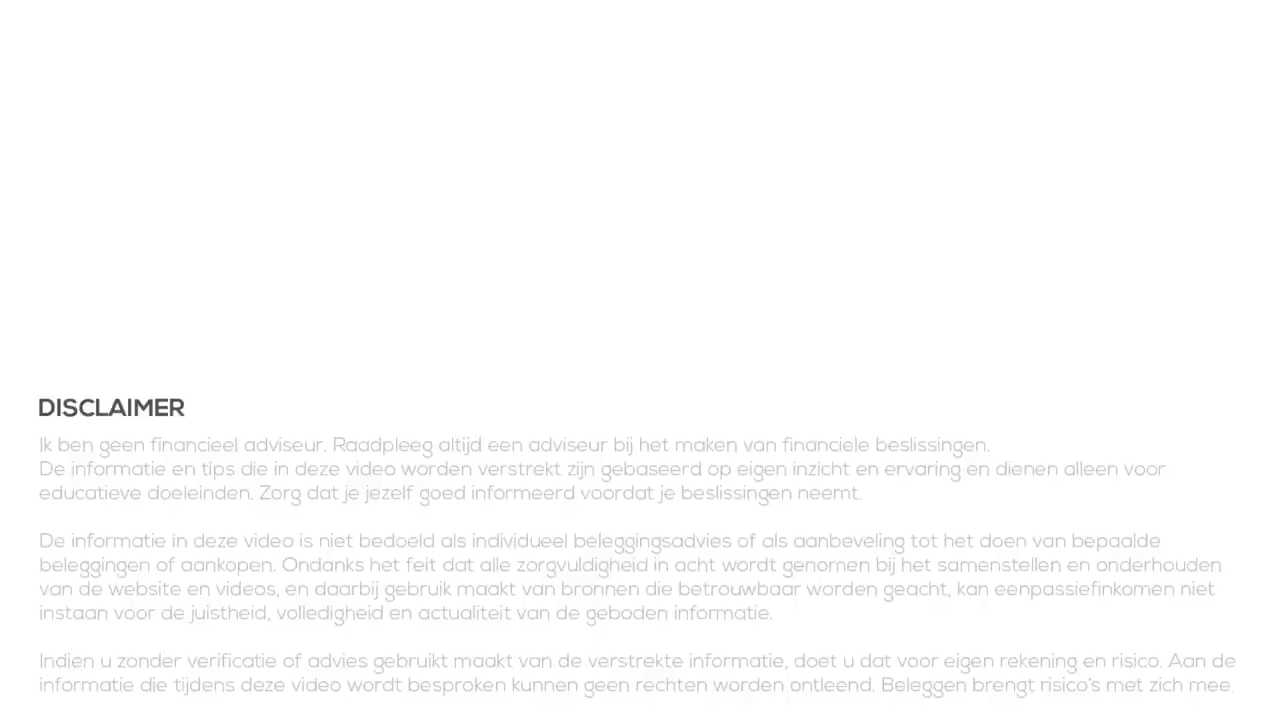 DISCLAIMER
Ik ben geen financieel adviseur. Raadpleeg altijd een adviseur bij het maken van financiele beslissingen.
De informatie en tips die in deze video worden verstrekt zijn gebaseerd op eigen inzicht en ervaring en dienen alleen voor
educatieve doeleinden. Zorg dat je jezelf goed informeerd voordat je beslissingen neemt.
De informatie in deze video is niet bedoeld als individueel beleggingsadvies of als aanbeveling tot het doen van bepaalde
beleggingen of aankopen. Ondanks het feit dat alle zorgvuldigheid in acht wordt genomen bij het samenstellen en onderhouden
van de website en videos, en daarbij gebruik maakt van bronnen die betrouwbaar worden geacht, kan eenpassiefinkomen niet
instaan voor de juistheid, volledigheid en actualiteit van de geboden informatie.
Indien u zonder verificatie of advies gebruikt maakt van de verstrekte informatie, doet u dat voor eigen rekening en risico. Aan de
informatie die tijdens deze video wordt besproken kunnen geen rechten worden ontleend. Beleggen brengt risico's met zich mee.